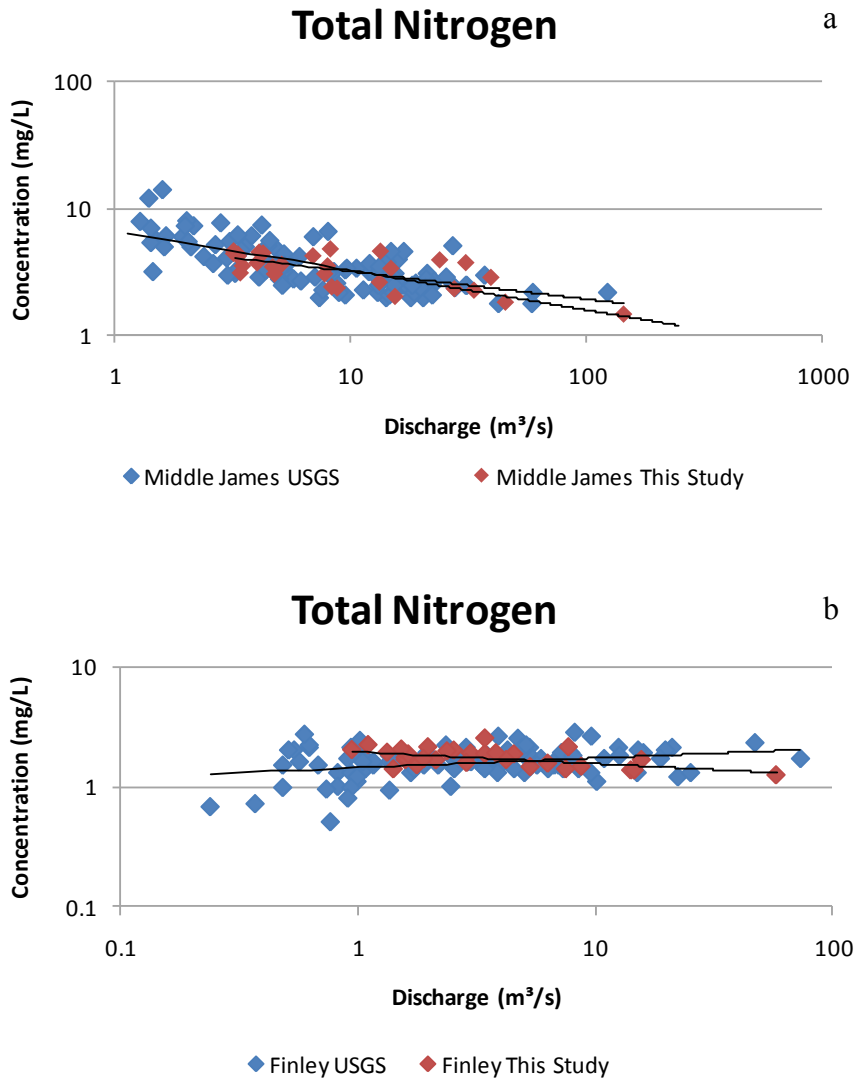 Total Nitrogen
a
Concentration (mg/L)
100
10
1
1
10
100
1000
Discharge (m³/s)
Middle James USGS
Middle James This Study
Total Nitrogen
b
Concentration (mg/L)
10
1
0.1
0.1
1
10
100
Discharge (m³/s)
Finley USGS
Finley This Study